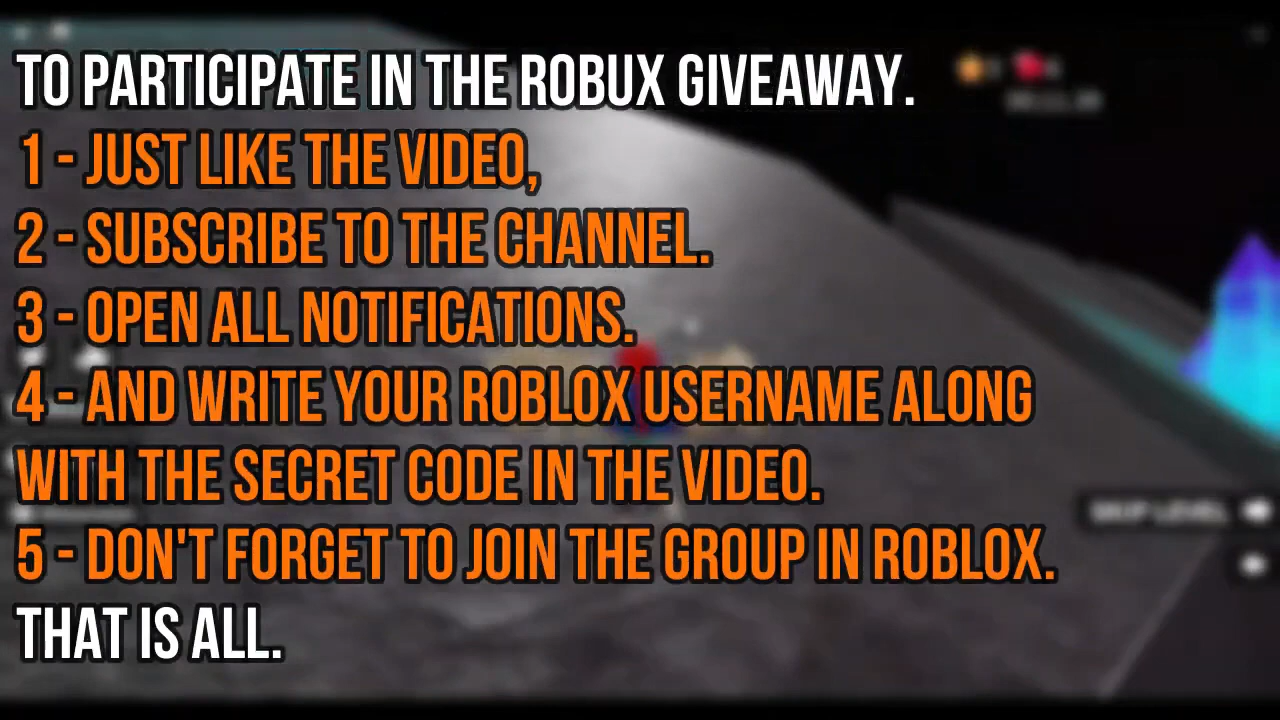 TO PARTICIPATE IN THE ROBUX GIVEAWAY.
1 - JUST LIKE THE VIDEO,
2 - SUBSCRIBE TO THE CHANNEL.
3 - OPEN ALL NOTIFICATIONS.
4 - AND WRITE YOUR ROBLOX USERNAME ALONG
WITH THE SECRET CODE IN THE VIDEO.
SKIP LEVEL
5 - DON'T FORGET TO JOIN THE GROUP IN ROBLOX.
THAT IS ALL.